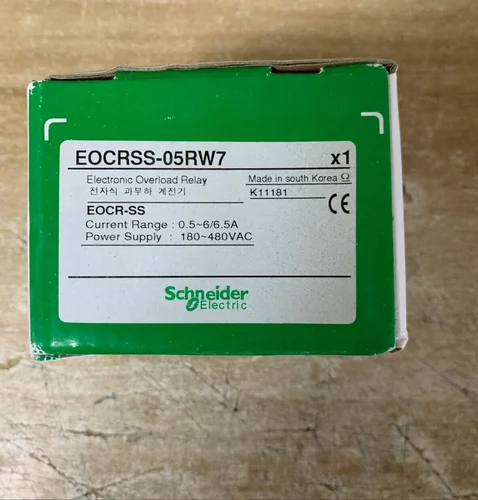 EOCRSS-05RW7 x1
Electronic Overload Relay Made in south Korea Ω
전자식 과부하 계전기 K11181
EOCR-SS CE
Current Range : 0.5~6/6.5A
Power Supply : 180~480VAC
Schneider
Electric